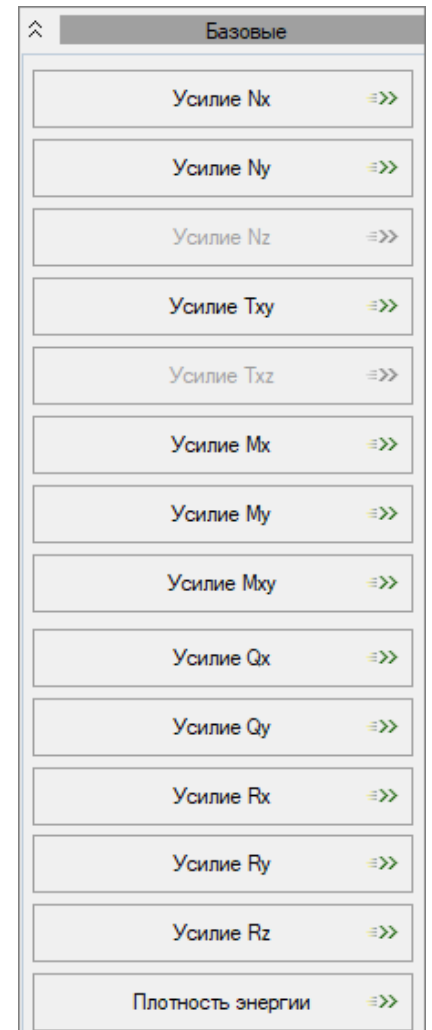 Базовые
Усилие Nx
Усилие Ny
Усилие Nz
Усилие Txy
Усилие Txz
Усилие Mx
Усилие My
Усилие Mxy
Усилие Qx
Усилие Qy
Усилие Rx
Усилие Ry
Усилие Rz
Плотность энергии